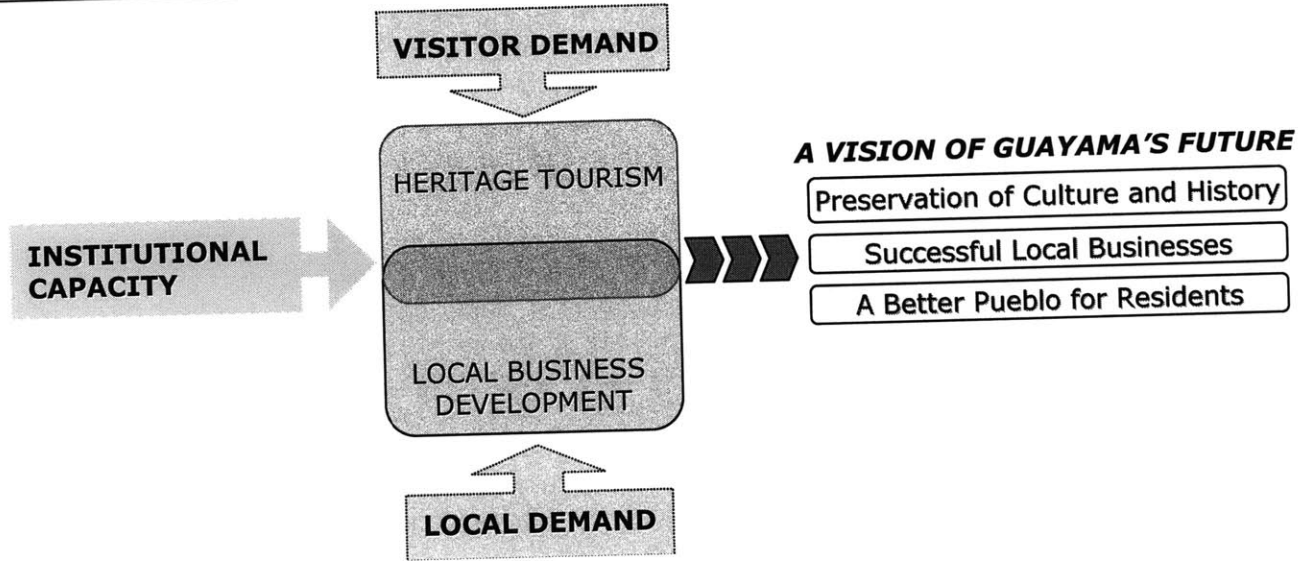 VISITOR DEMAND
HERITAGE TOURISM
INSTITUTIONAL
CAPACITY
LOCAL BUSINESS
DEVELOPMENT
LOCAL DEMAND
A VISION OF GUAYAMA'S FUTURE
Preservation of Culture and History
Successful Local Businesses
A Better Pueblo for Residents